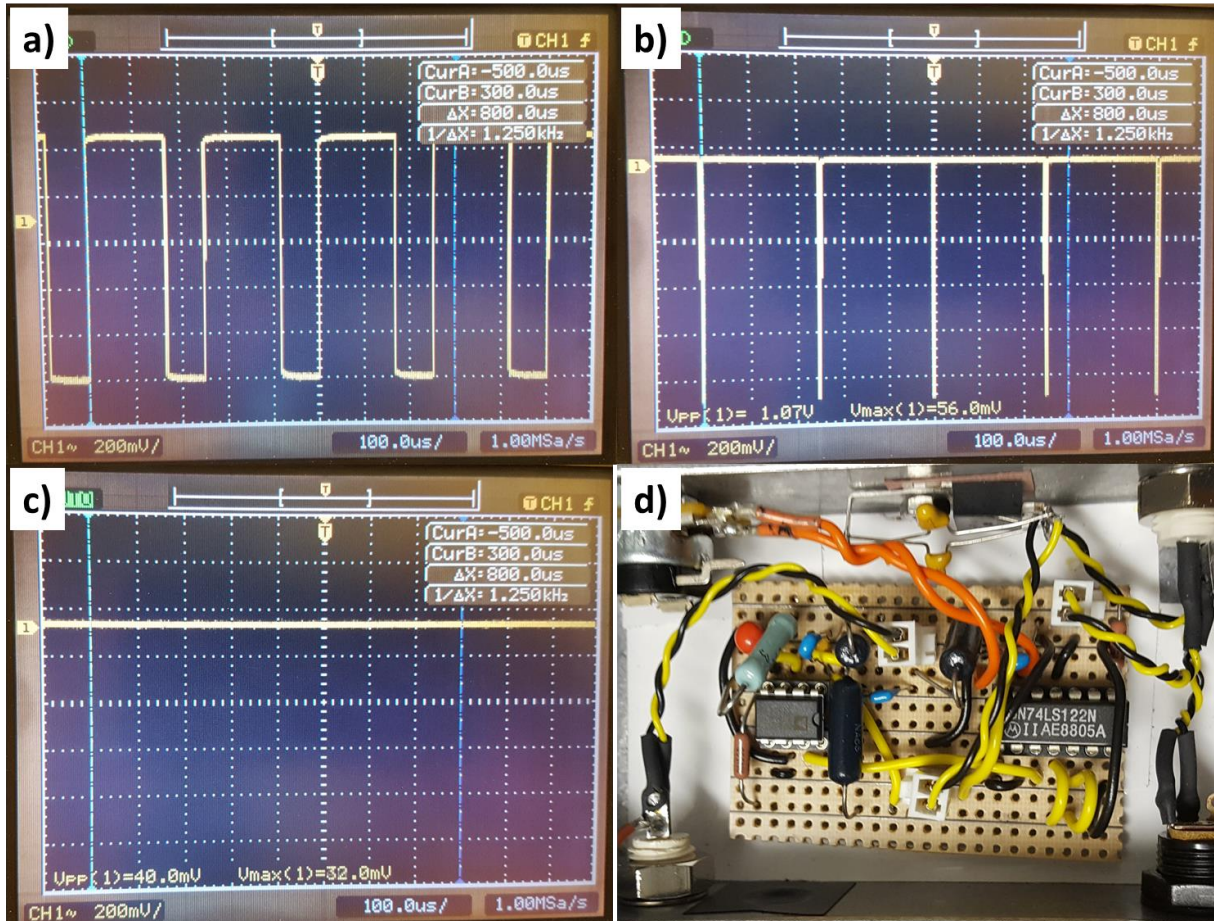 a)
T
T CH1
CurA:-500.0us
CurB: 300.0us
ΔX: 800.0us
1/ΔX: 1.250kHz
T
1
CH1~ 200mV/
100.0us/
1.00MSa/s
b)
T
T CH1
CurA:-500.0us
CurB: 300.0us
ΔX: 800.0us
1/ΔX: 1.250kHz
T
1
Vpp(1)= 1.07V Vmax(1)=56.0mV
CH1~ 200mV/
100.0us/
1.00MSa/s
c)
T
T CH1
CurA:-500.0us
CurB: 300.0us
ΔX: 800.0us
1/ΔX: 1.250kHz
T
1
Vpp(1)=40.0mV Vmax(1)=32.0mV
CH1~ 200mV/
100.0us/
1.00MSa/s
d)
N74LS122N
IIAE8805A